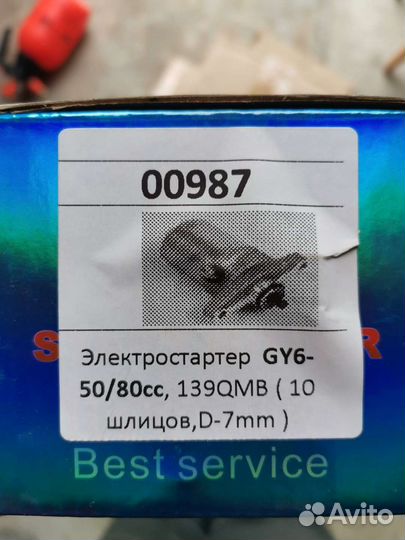 00987
S R
Электростартер GY6-
50/80cc, 139QMB ( 10
шлицов,D-7mm )
Best service
Avito